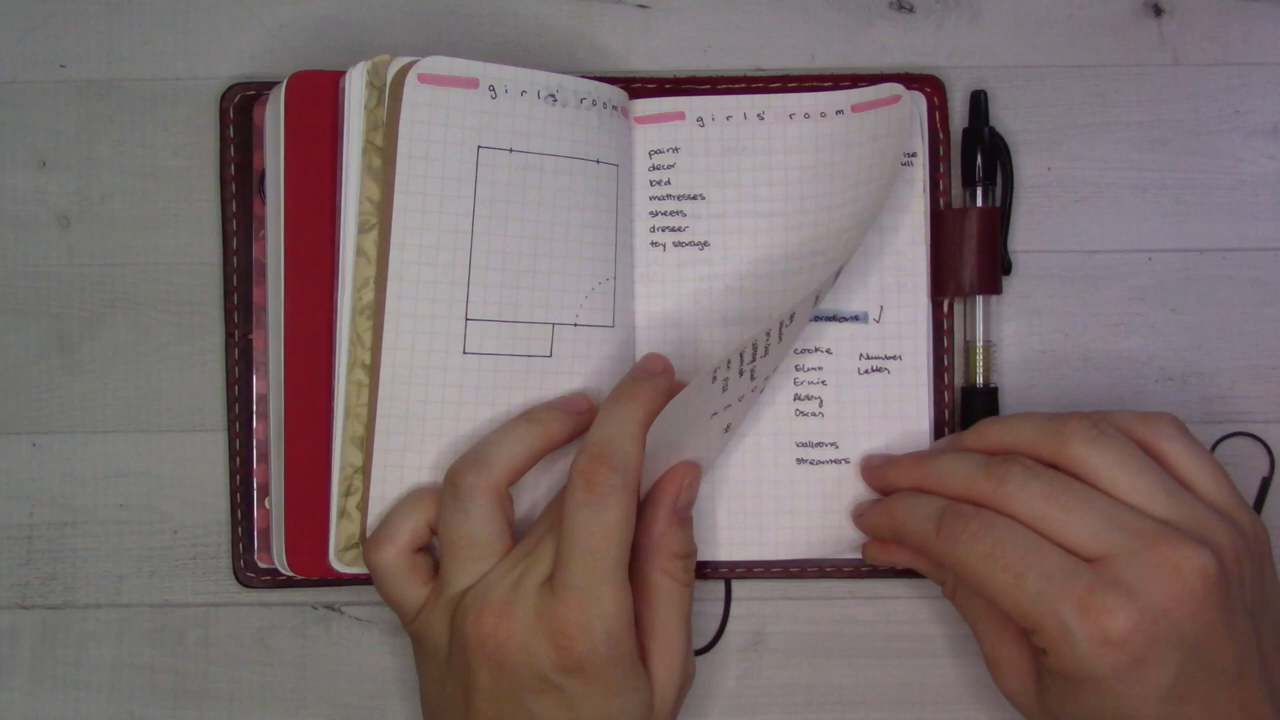 girls' room
girls' room
paint
decor
bed
mattresses
sheets
dresser
toy storage
cookie
Elmo
Ernie
Abby
Oscar
Number
Letter
balloons
streamers